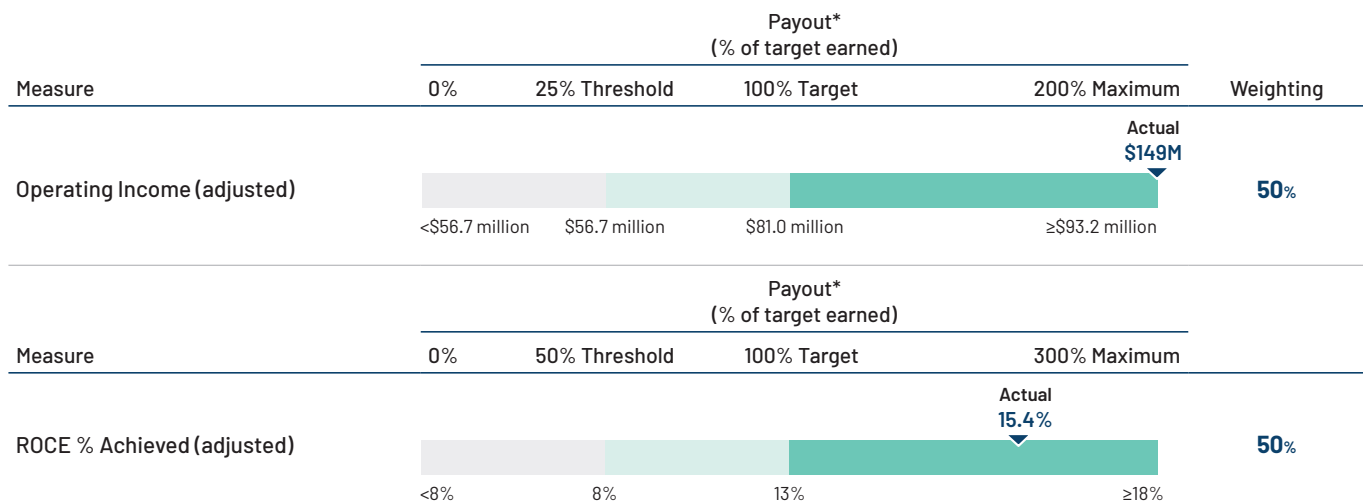 Payout*
(% of target earned)
Measure 0% 25% Threshold 100% Target 200% Maximum Weighting
Actual
$149M
Operating Income (adjusted) 50%
<$56.7 million $56.7 million $81.0 million ≥$93.2 million
Payout*
(% of target earned)
Measure 0% 50% Threshold 100% Target 300% Maximum
Actual
15.4%
ROCE % Achieved (adjusted) 50%
<8% 8% 13% ≥18%